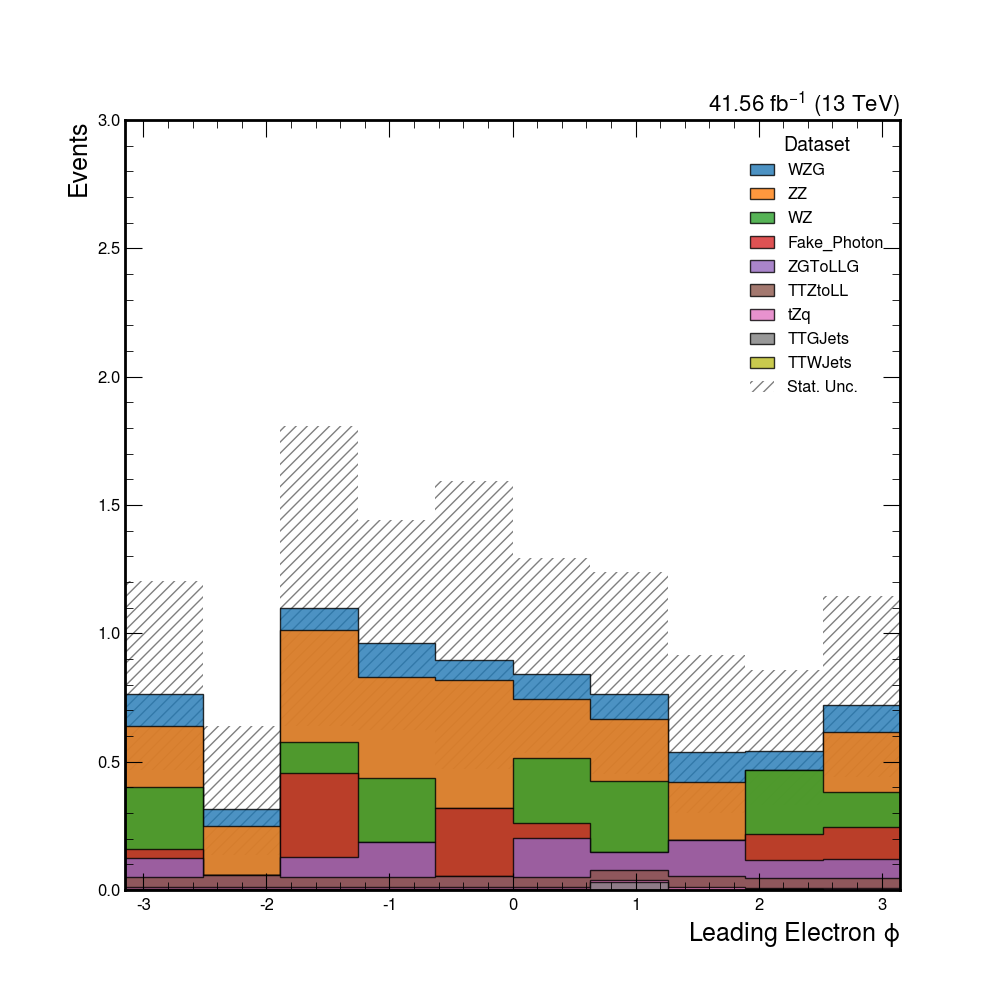 41.56 fb⁻¹ (13 TeV)
Events
3.0
2.5
2.0
1.5
1.0
0.5
0.0
Dataset
WZG
ZZ
WZ
Fake_Photon
ZGToLLG
TTZtoLL
tZq
TTGJets
TTWJets
Stat. Unc.
-3 -2 -1 0 1 2 3
Leading Electron ϕ